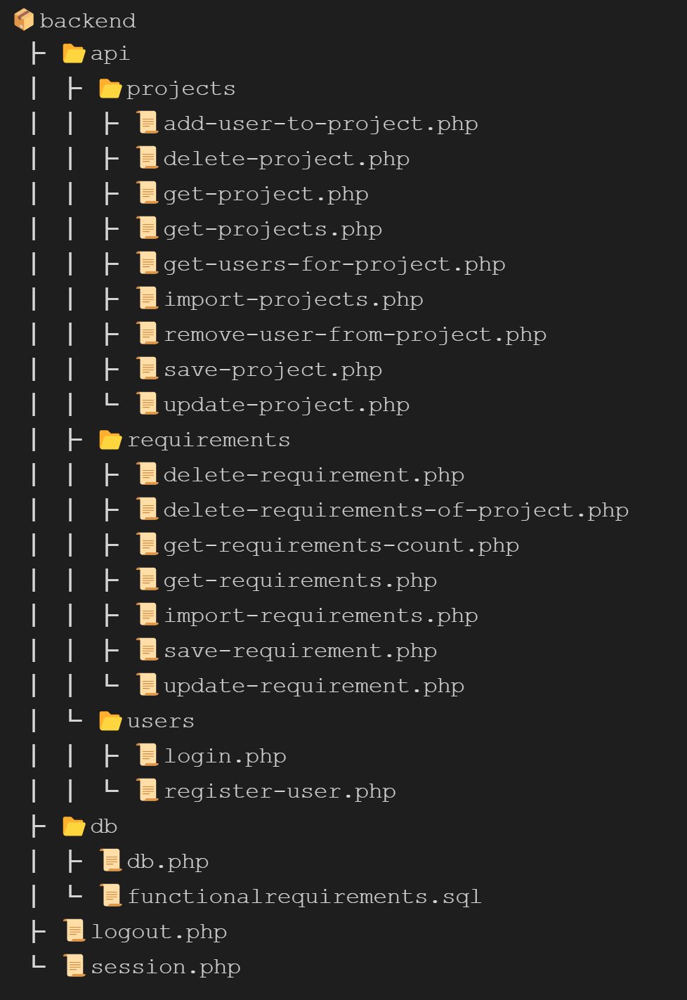 backend
api
projects
add-user-to-project.php
delete-project.php
get-project.php
get-projects.php
get-users-for-project.php
import-projects.php
remove-user-from-project.php
save-project.php
update-project.php
requirements
delete-requirement.php
delete-requirements-of-project.php
get-requirements-count.php
get-requirements.php
import-requirements.php
save-requirement.php
update-requirement.php
users
login.php
register-user.php
db
db.php
functionalrequirements.sql
logout.php
session.php